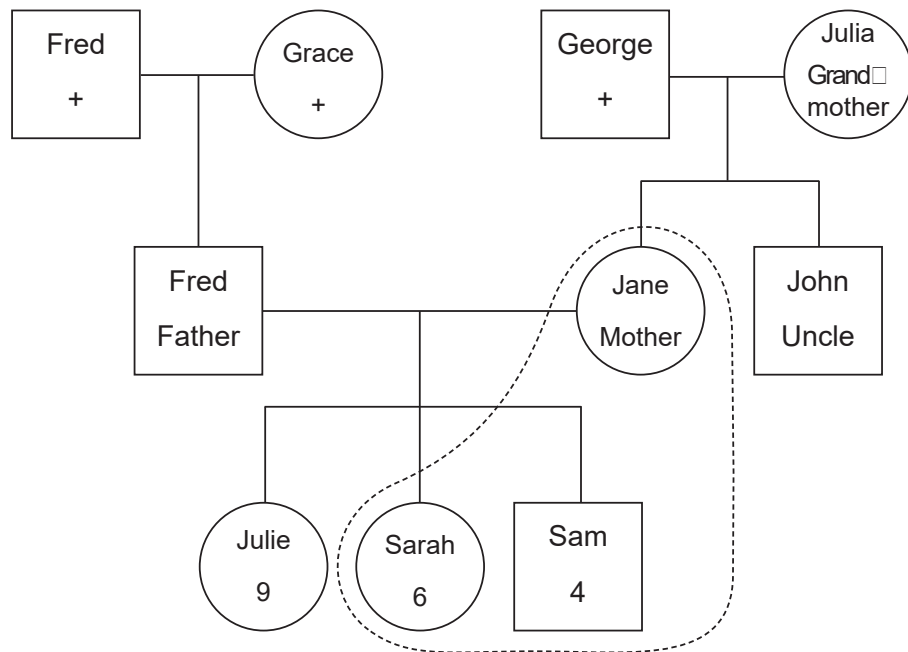 Fred
+
Grace
+
George
+
Julia
Grand□
mother
Fred
Father
Jane
Mother
John
Uncle
Julie
9
Sarah
6
Sam
4